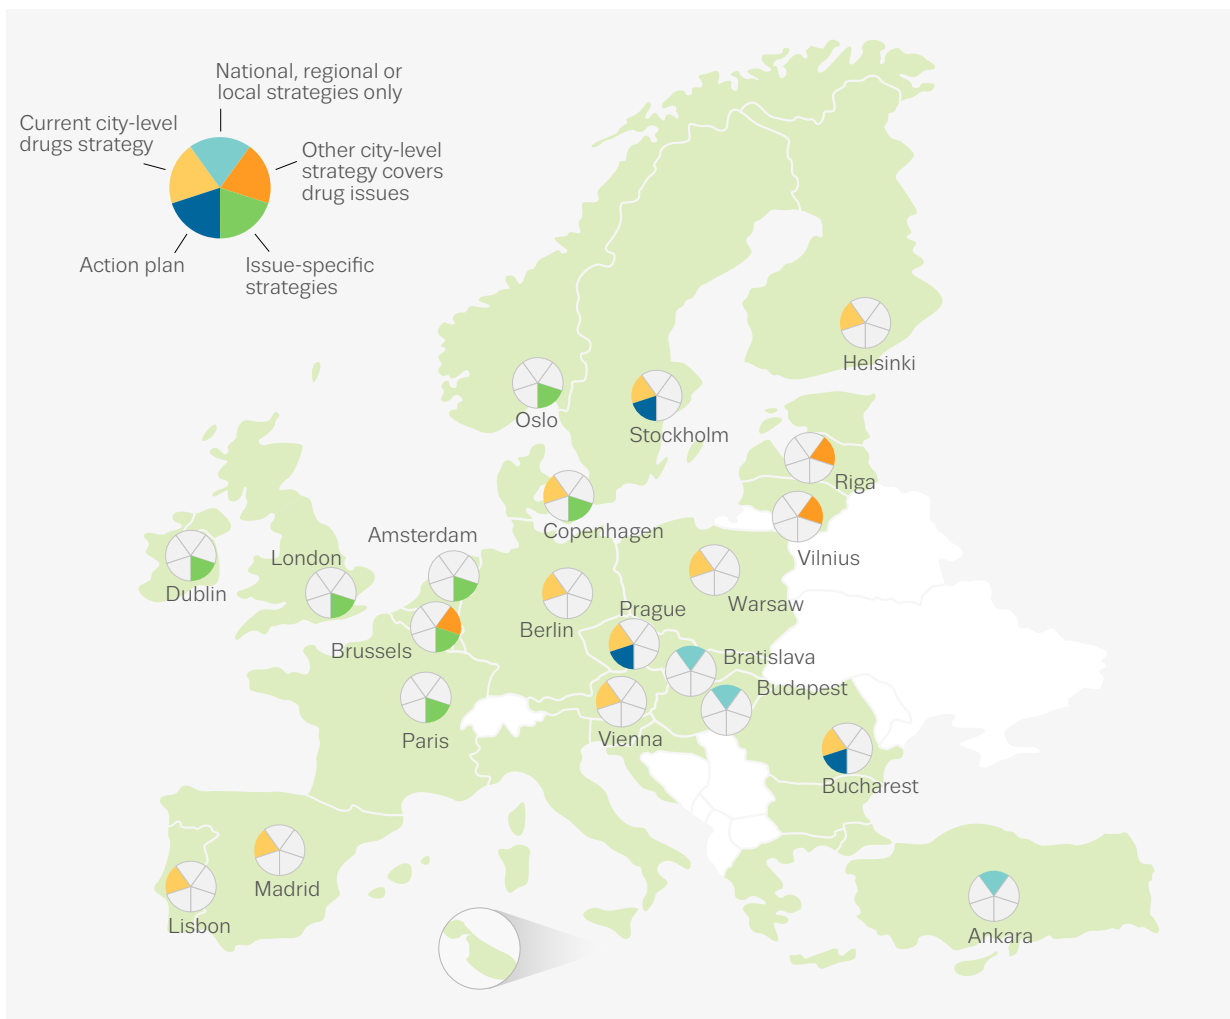 National, regional or
local strategies only
Current city-level
drugs strategy
Other city-level
strategy covers
drug issues
Action plan
Issue-specific
strategies
Helsinki
Oslo
Stockholm
Riga
Copenhagen
Amsterdam
London
Vilnius
Dublin
Warsaw
Prague
Berlin
Brussels
Bratislava
Budapest
Paris
Vienna
Bucharest
Madrid
Lisbon
Ankara